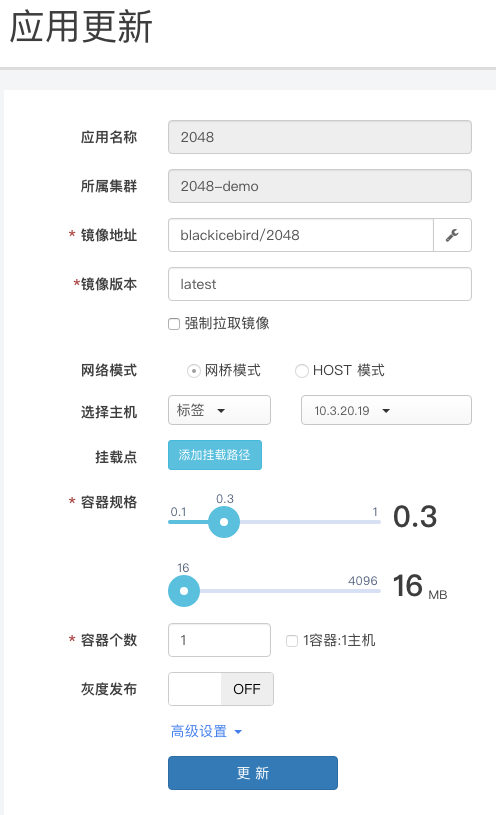 应用更新
应用名称 2048
所属集群 2048-demo
* 镜像地址 blackicebird/2048
*镜像版本 latest
强制拉取镜像
网络模式 网桥模式 HOST 模式
选择主机 标签 10.3.20.19
挂载点 添加挂载路径
* 容器规格 0.1 0.3 1 0.3
16 4096 16 MB
* 容器个数 1 1容器:1主机
灰度发布 OFF
高级设置
更 新